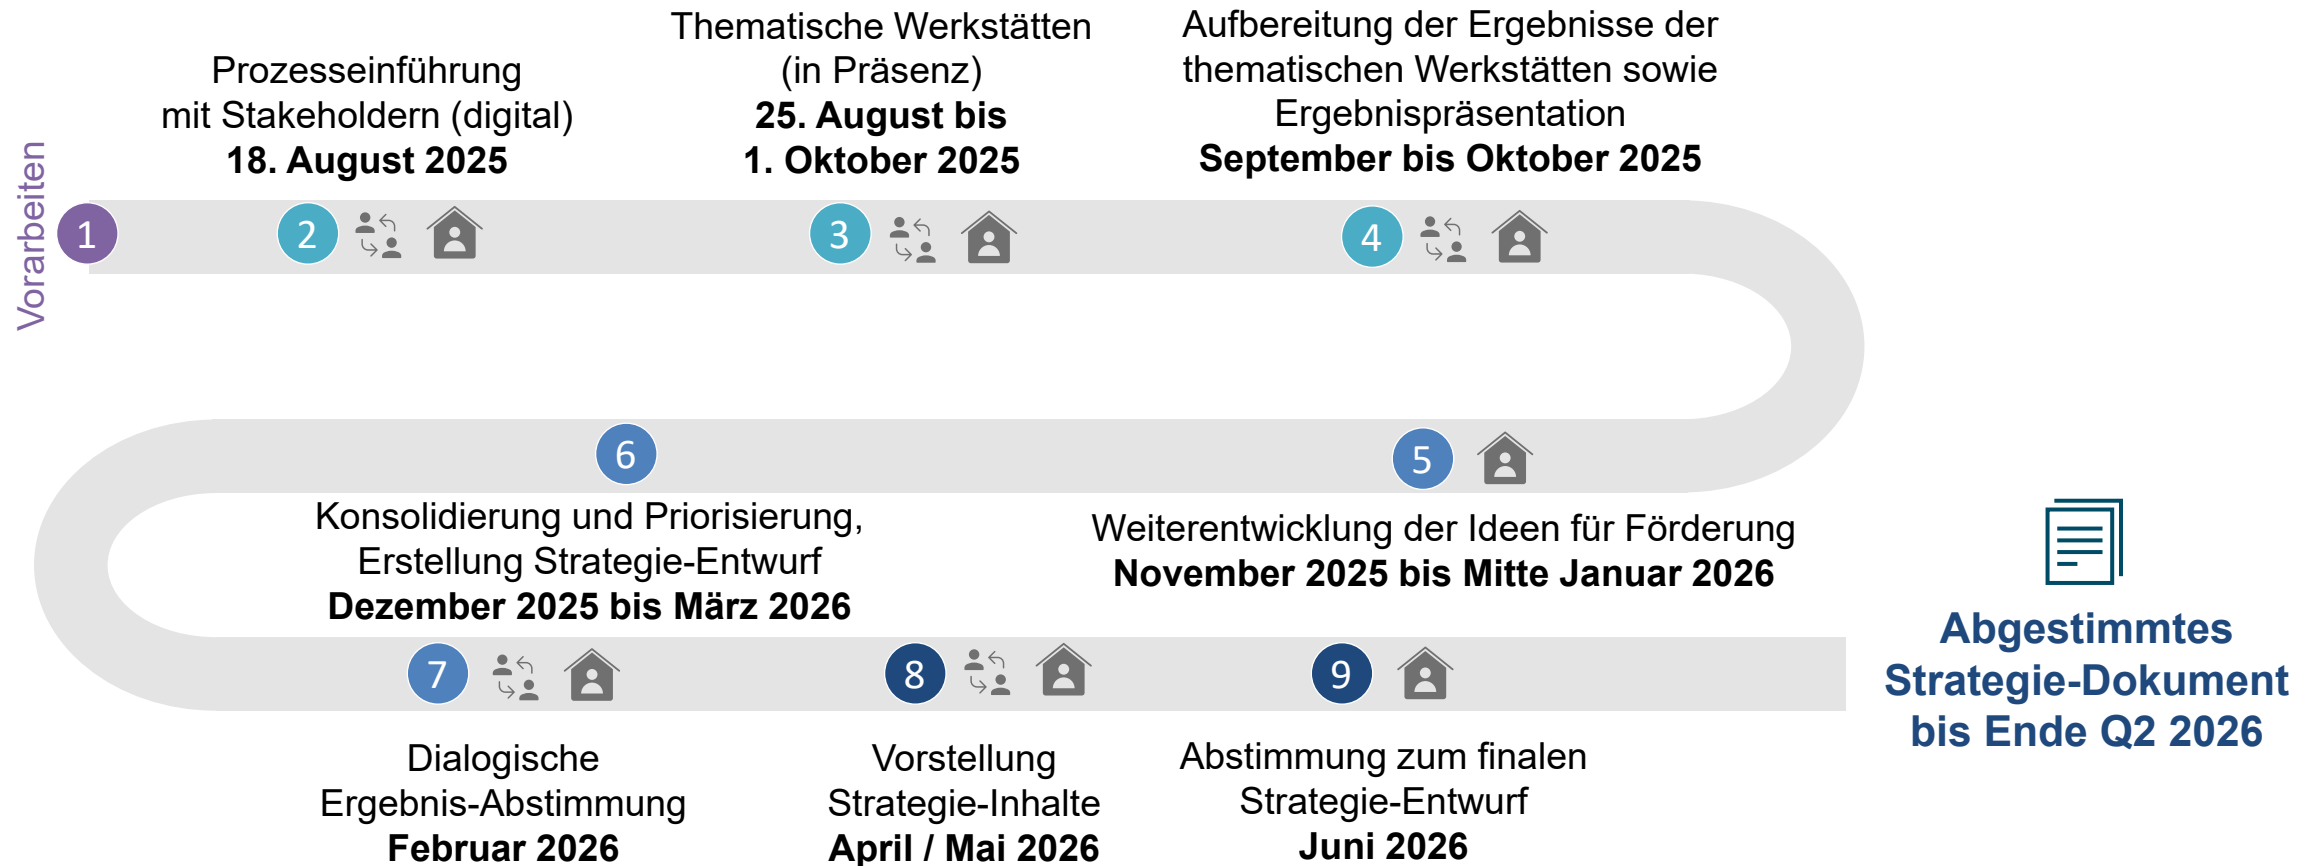 Vorarbeiten
1
Prozesseinführung
mit Stakeholdern (digital)
18. August 2025
2
Thematische Werkstätten
(in Präsenz)
25. August bis
1. Oktober 2025
3
Aufbereitung der Ergebnisse der
thematischen Werkstätten sowie
Ergebnispräsentation
September bis Oktober 2025
4
5
Weiterentwicklung der Ideen für Förderung
November 2025 bis Mitte Januar 2026
6
Konsolidierung und Priorisierung,
Erstellung Strategie-Entwurf
Dezember 2025 bis März 2026
7
Dialogische
Ergebnis-Abstimmung
Februar 2026
8
Vorstellung
Strategie-Inhalte
April / Mai 2026
9
Abstimmung zum finalen
Strategie-Entwurf
Juni 2026
Abgestimmtes
Strategie-Dokument
bis Ende Q2 2026